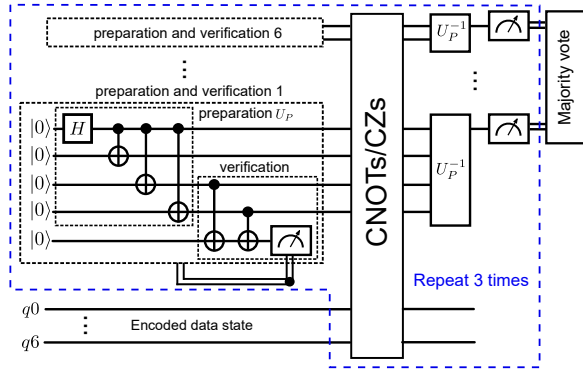 preparation and verification 6
U_P^{-1}
Majority vote
preparation and verification 1
preparation U_P
|0⟩
H
|0⟩
verification
|0⟩
U_P^{-1}
|0⟩
CNOTs/CZs
|0⟩
Repeat 3 times
q0
Encoded data state
q6